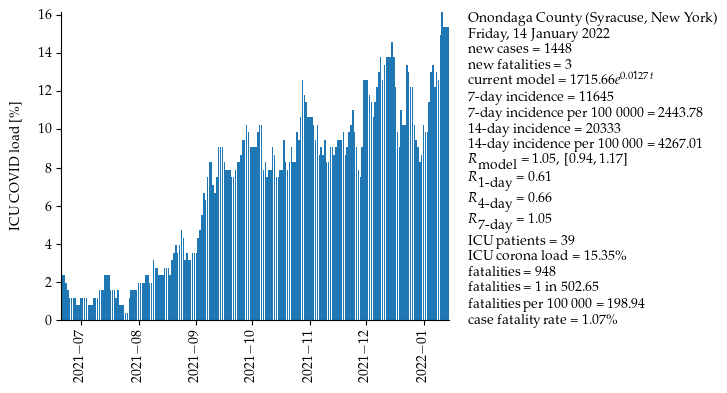 Onondaga County (Syracuse, New York)
Friday, 14 January 2022
new cases = 1448
new fatalities = 3
current model = 1715.66e^0.0127 t
7-day incidence = 11645
7-day incidence per 100 0000 = 2443.78
14-day incidence = 20333
14-day incidence per 100 000 = 4267.01
R_model = 1.05, [0.94, 1.17]
R_1-day = 0.61
R_4-day = 0.66
R_7-day = 1.05
ICU patients = 39
ICU corona load = 15.35%
fatalities = 948
fatalities = 1 in 502.65
fatalities per 100 000 = 198.94
case fatality rate = 1.07%
ICU COVID load [%]
16
14
12
10
8
6
4
2
0
2021−07
2021−08
2021−09
2021−10
2021−11
2021−12
2022−01